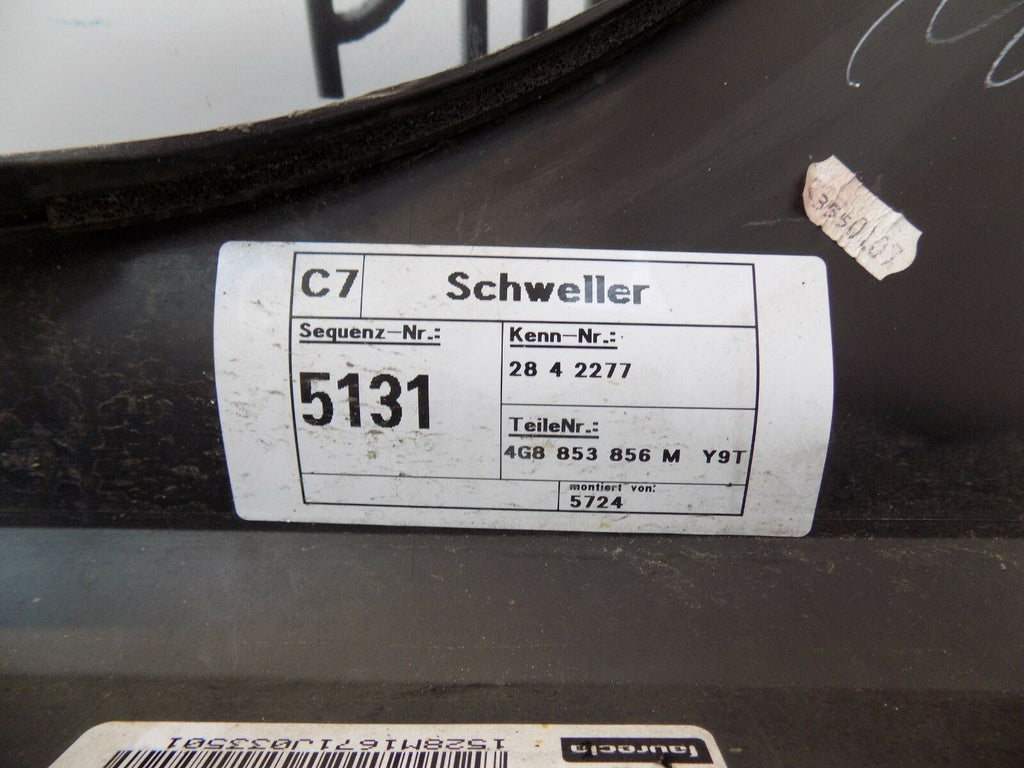 C7 Schweller
Sequenz-Nr.: Kenn-Nr.:
5131 28 4 2277
TeileNr.:
4G8 853 856 M Y9T
montiert von:
5724
faurecia
1528M1671J033501